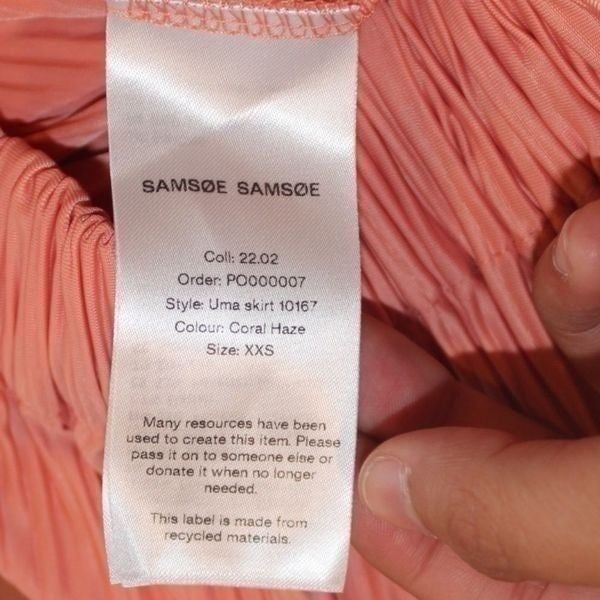 SAMSØE SAMSØE
Coll: 22.02
Order: PO000007
Style: Uma skirt 10167
Colour: Coral Haze
Size: XXS
Many resources have been
used to create this item. Please
pass it on to someone else or
donate it when no longer
needed.
This label is made from
recycled materials.